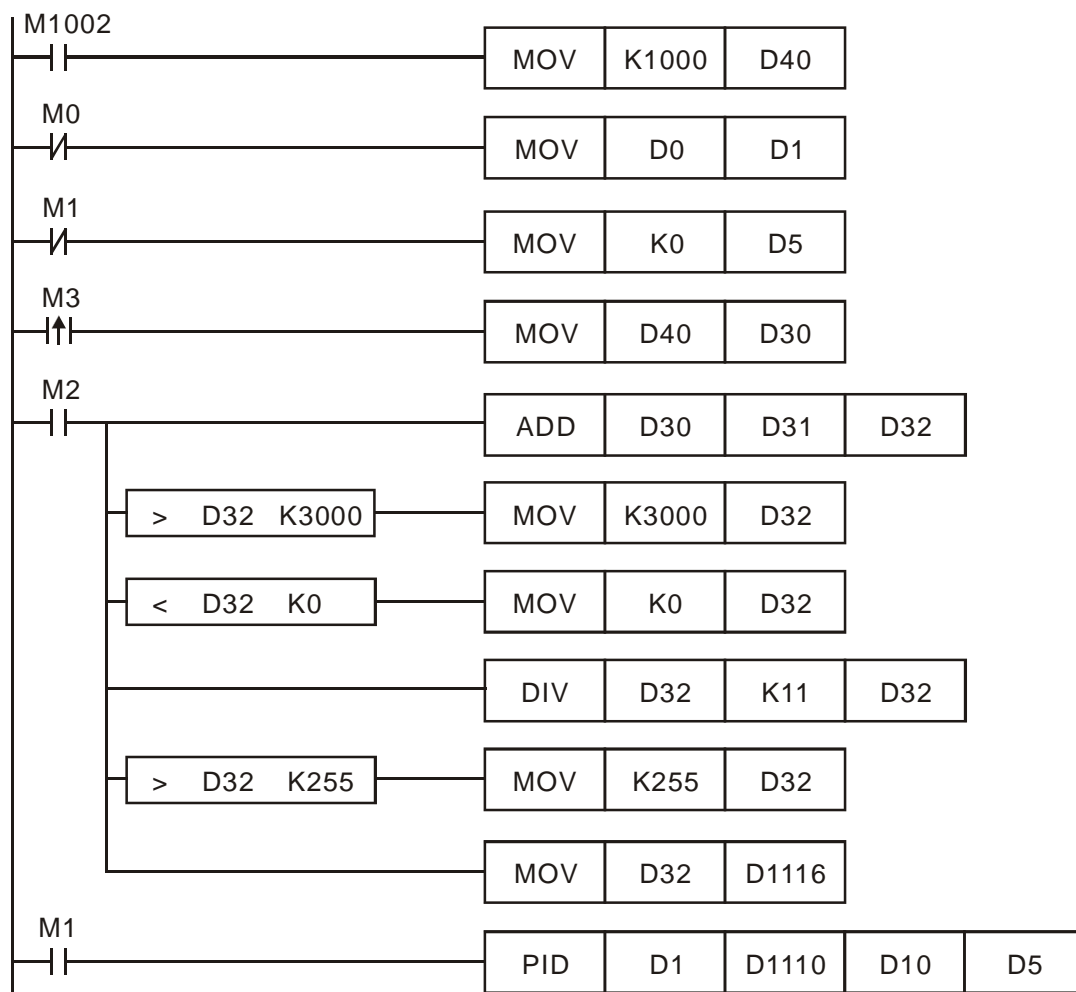 M1002
MOV K1000 D40
M0
MOV D0 D1
M1
MOV K0 D5
M3
MOV D40 D30
M2
ADD D30 D31 D32
> D32 K3000 MOV K3000 D32
< D32 K0 MOV K0 D32
DIV D32 K11 D32
> D32 K255 MOV K255 D32
MOV D32 D1116
M1
PID D1 D1110 D10 D5